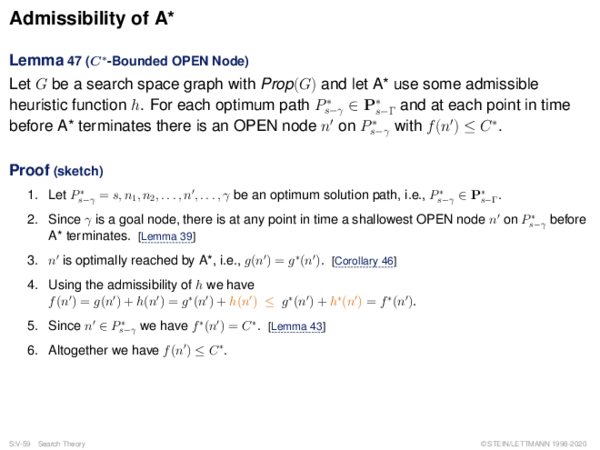 Admissibility of A*
Lemma 47 (C*-Bounded OPEN Node)
Let G be a search space graph with Prop(G) and let A* use some admissible
heuristic function h. For each optimum path P*ₛ₋ᵧ ∈ P*ₛ₋Γ and at each point in time
before A* terminates there is an OPEN node n′ on P*ₛ₋ᵧ with f(n′) ≤ C*.
Proof (sketch)
1. Let P*ₛ₋ᵧ = s, n₁, n₂, . . . , n′, . . . , γ be an optimum solution path, i.e., P*ₛ₋ᵧ ∈ P*ₛ₋Γ.
2. Since γ is a goal node, there is at any point in time a shallowest OPEN node n′ on P*ₛ₋ᵧ before
A* terminates. [Lemma 39]
3. n′ is optimally reached by A*, i.e., g(n′) = g*(n′). [Corollary 46]
4. Using the admissibility of h we have
f(n′) = g(n′) + h(n′) = g*(n′) + h(n′) ≤ g*(n′) + h*(n′) = f*(n′).
5. Since n′ ∈ P*ₛ₋ᵧ we have f*(n′) = C*. [Lemma 43]
6. Altogether we have f(n′) ≤ C*.
S:V-59 Search Theory © STEIN/LETTMANN 1998-2020